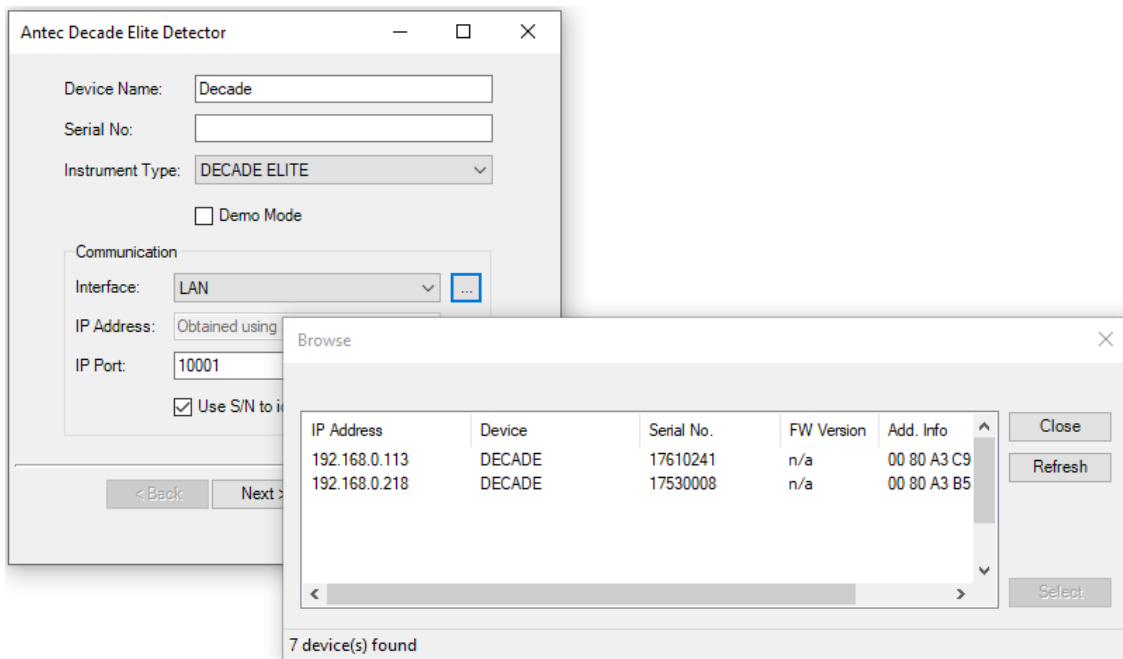 Antec Decade Elite Detector
Device Name: Decade
Serial No:
Instrument Type: DECADE ELITE
Demo Mode
Communication
Interface: LAN ...
IP Address: Obtained using
IP Port: 10001
Use S/N to
< Back Next >
Browse
IP Address Device Serial No. FW Version Add. Info
192.168.0.113 DECADE 17610241 n/a 00 80 A3 C9
192.168.0.218 DECADE 17530008 n/a 00 80 A3 B5
Close
Refresh
Select
7 device(s) found